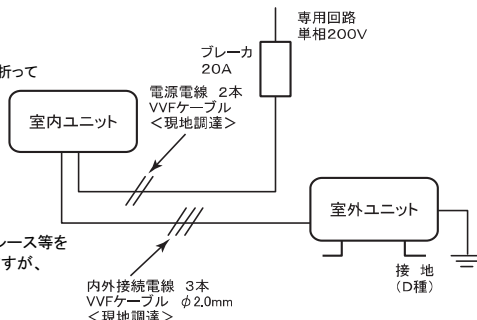 専用回路
単相200V
ブレーカ
20A
折って
電源電線 2本
VVFケーブル
＜現地調達＞
室内ユニット
室外ユニット
レース等を
すが、
接地
(D種)
内外接続電線 3本
VVFケーブル φ2.0mm
＜現地調達＞